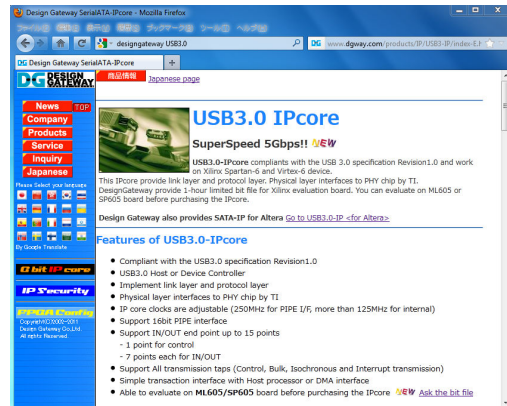 Design Gateway SerialATA-IPcore - Mozilla Firefox
designgateway USB3.0
DG www.dgway.com/products/IP/USB3-IP/index-E.h
DG Design Gateway SerialATA-IPcore
+
DG DESIGN GATEWAY
商品情報 Japanese page
News TOP
Company
Products
Service
Inquiry
Japanese
Please Select your language
By Google Translate
G bit IP core
IP Security
FPGA Config
Copyright(C)2002-2011
Design Gateway Co.,Ltd.
All rights Reserved.
USB3.0 IPcore
SuperSpeed 5Gbps!! NEW
USB3.0-IPcore compliants with the USB 3.0 specification Revision1.0 and work
on Xilinx Spartan-6 and Virtex-6 device.
This IPcore provide link layer and protocol layer. Physical layer interfaces to PHY chip by TI.
DesignGateway provide 1-hour limited bit file for Xilinx evaluation board. You can evaluate on ML605 or
SP605 board before purchasing the IPcore.
Design Gateway also provides SATA-IP for Altera Go to USB3.0-IP <for Altera>
Features of USB3.0-IPcore
● Compliant with the USB3.0 specification Revision1.0
● USB3.0 Host or Device Controller
● Implement link layer and protocol layer
● Physical layer interfaces to PHY chip by TI
● IP core clocks are adjustable (250MHz for PIPE I/F, more than 125MHz for internal)
● Support 16bit PIPE interface
● Support IN/OUT end point up to 15 points
- 1 point for control
- 7 points each for IN/OUT
● Support All transmission taps (Control, Bulk, Isochronous and Interrupt transmission)
● Simple transaction interface with Host processor or DMA interface
● Able to evaluate on ML605/SP605 board before purchasing the IPcore NEW Ask the bit file